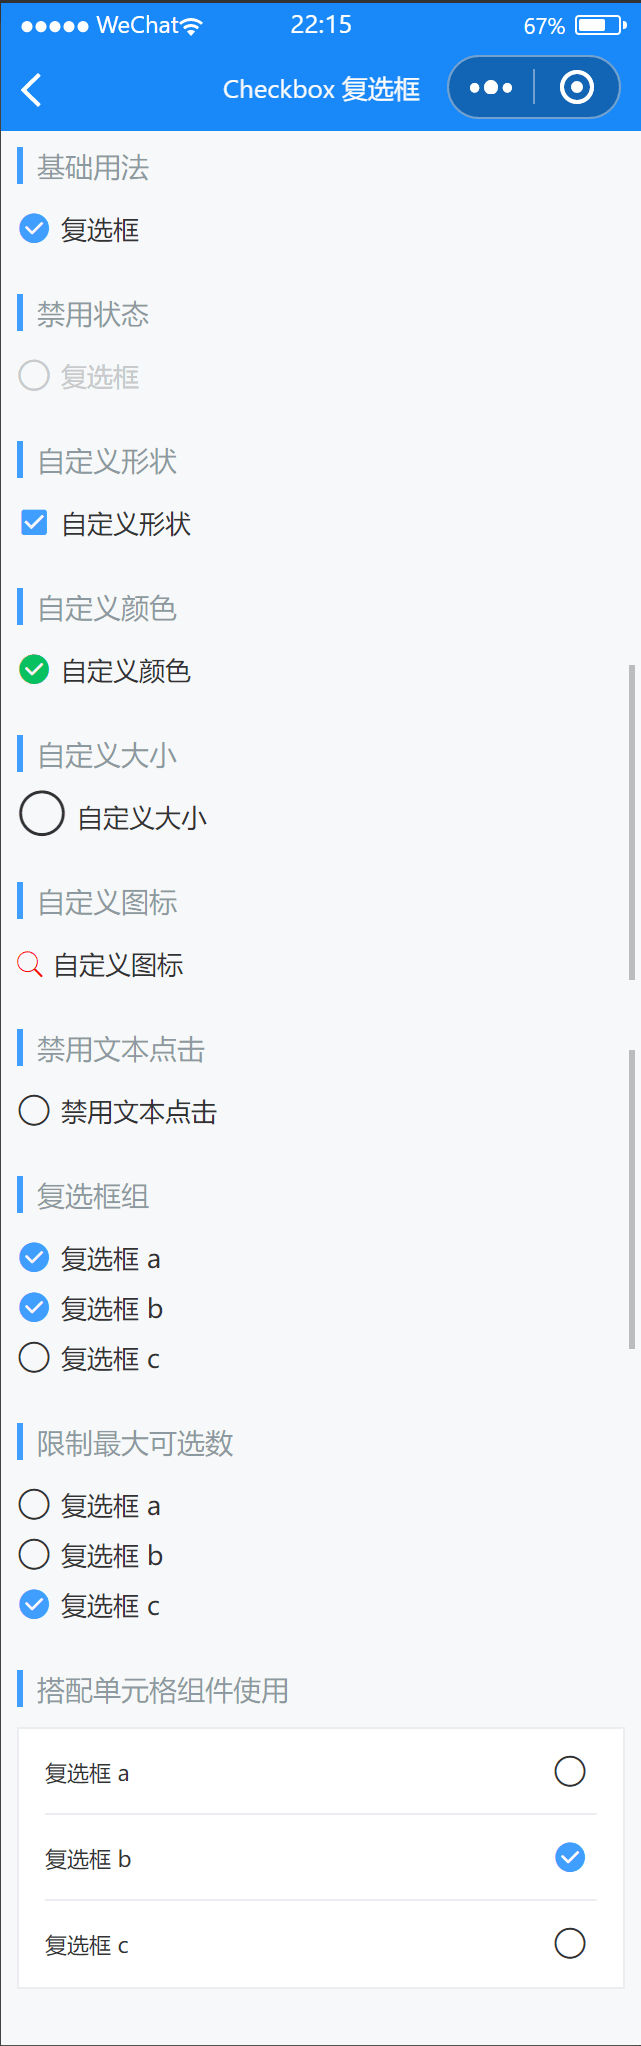 WeChat 22:15 67%
Checkbox 复选框
基础用法
复选框
禁用状态
复选框
自定义形状
自定义形状
自定义颜色
自定义颜色
自定义大小
自定义大小
自定义图标
自定义图标
禁用文本点击
禁用文本点击
复选框组
复选框 a
复选框 b
复选框 c
限制最大可选数
复选框 a
复选框 b
复选框 c
搭配单元格组件使用
复选框 a
复选框 b
复选框 c